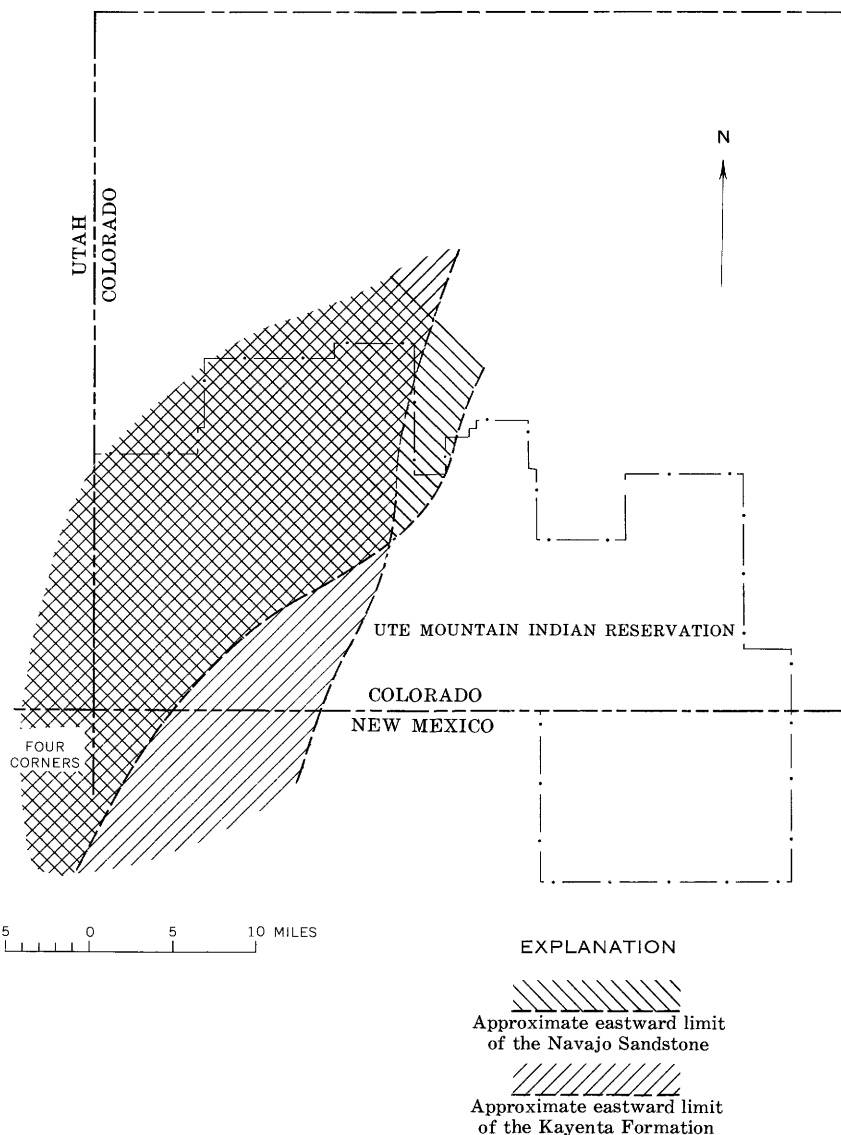 N
UTAH
COLORADO
UTE MOUNTAIN INDIAN RESERVATION
COLORADO
NEW MEXICO
FOUR
CORNERS
5 0 5 10 MILES
EXPLANATION
Approximate eastward limit
of the Navajo Sandstone
Approximate eastward limit
of the Kayenta Formation